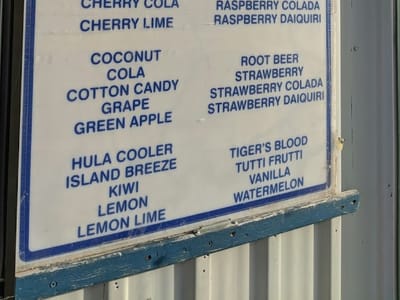 CHERRY COLA
CHERRY LIME
COCONUT
COLA
COTTON CANDY
GRAPE
GREEN APPLE
HULA COOLER
ISLAND BREEZE
KIWI
LEMON
LEMON LIME
RASPBERRY COLADA
RASPBERRY DAIQUIRI
ROOT BEER
STRAWBERRY
STRAWBERRY COLADA
STRAWBERRY DAIQUIRI
TIGER'S BLOOD
TUTTI FRUTTI
VANILLA
WATERMELON